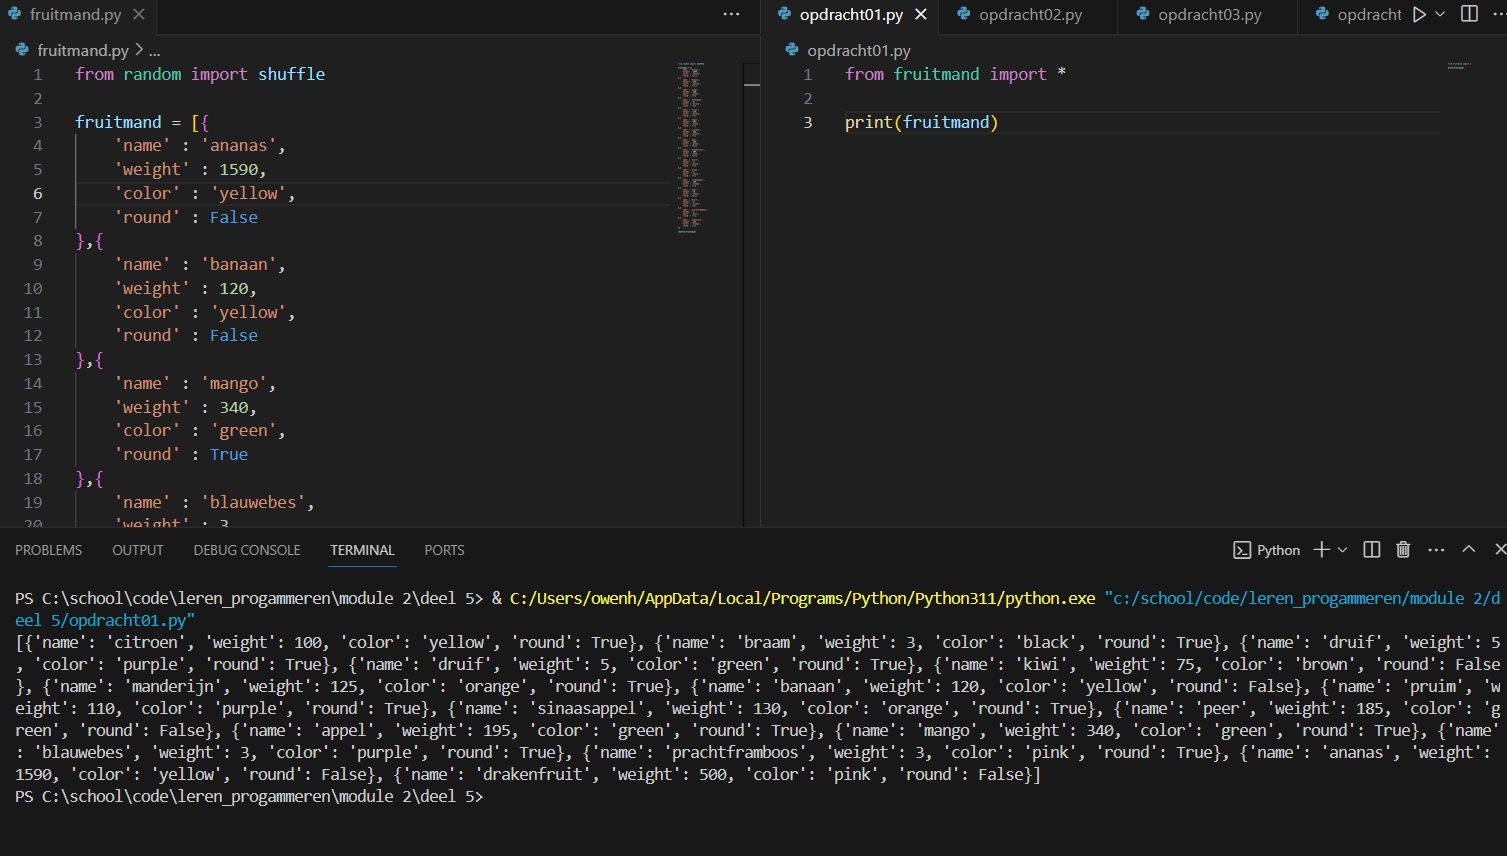 fruitmand.py
opdracht01.py
opdracht02.py
opdracht03.py
opdracht
fruitmand.py > ...
1 from random import shuffle
2
3 fruitmand = [{
4 'name' : 'ananas',
5 'weight' : 1590,
6 'color' : 'yellow',
7 'round' : False
8 },{
9 'name' : 'banaan',
10 'weight' : 120,
11 'color' : 'yellow',
12 'round' : False
13 },{
14 'name' : 'mango',
15 'weight' : 340,
16 'color' : 'green',
17 'round' : True
18 },{
19 'name' : 'blauwebes',
20 'weight' : 3
opdracht01.py
1 from fruitmand import *
2
3 print(fruitmand)
PROBLEMS OUTPUT DEBUG CONSOLE TERMINAL PORTS
Python
PS C:\school\code\leren_progammeren\module 2\deel 5> & C:/Users/owenh/AppData/Local/Programs/Python/Python311/python.exe "c:/school/code/leren_progammeren/module 2/d
eel 5/opdracht01.py"
[{'name': 'citroen', 'weight': 100, 'color': 'yellow', 'round': True}, {'name': 'braam', 'weight': 3, 'color': 'black', 'round': True}, {'name': 'druif', 'weight': 5
, 'color': 'purple', 'round': True}, {'name': 'druif', 'weight': 5, 'color': 'green', 'round': True}, {'name': 'kiwi', 'weight': 75, 'color': 'brown', 'round': False
}, {'name': 'manderijn', 'weight': 125, 'color': 'orange', 'round': True}, {'name': 'banaan', 'weight': 120, 'color': 'yellow', 'round': False}, {'name': 'pruim', 'w
eight': 110, 'color': 'purple', 'round': True}, {'name': 'sinaasappel', 'weight': 130, 'color': 'orange', 'round': True}, {'name': 'peer', 'weight': 185, 'color': 'g
reen', 'round': False}, {'name': 'appel', 'weight': 195, 'color': 'green', 'round': True}, {'name': 'mango', 'weight': 340, 'color': 'green', 'round': True}, {'name'
: 'blauwebes', 'weight': 3, 'color': 'purple', 'round': True}, {'name': 'prachtframboos', 'weight': 3, 'color': 'pink', 'round': True}, {'name': 'ananas', 'weight':
1590, 'color': 'yellow', 'round': False}, {'name': 'drakenfruit', 'weight': 500, 'color': 'pink', 'round': False}]
PS C:\school\code\leren_progammeren\module 2\deel 5>